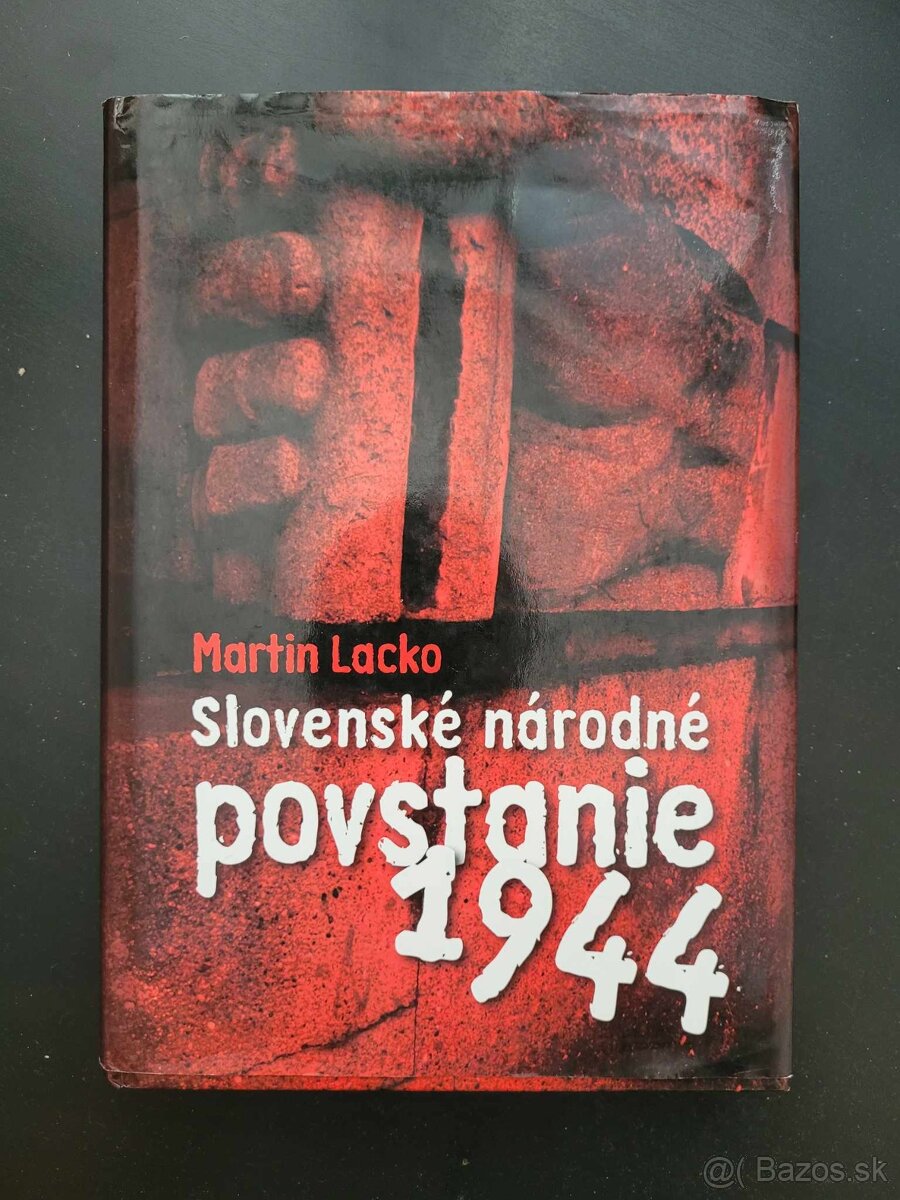 Martin Lacko
Slovenské národné
povstanie
1944
@( Bazos.sk